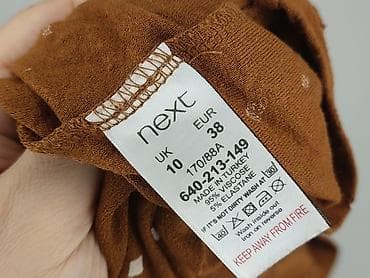 next
UK EUR
10 38
170/88A
640-213-149
MADE IN TURKEY
95% VISCOSE
5% ELASTANE
IF IT'S NOT DIRTY WASH AT 30
Wash inside out
iron on reverse
KEEP AWAY FROM FIRE